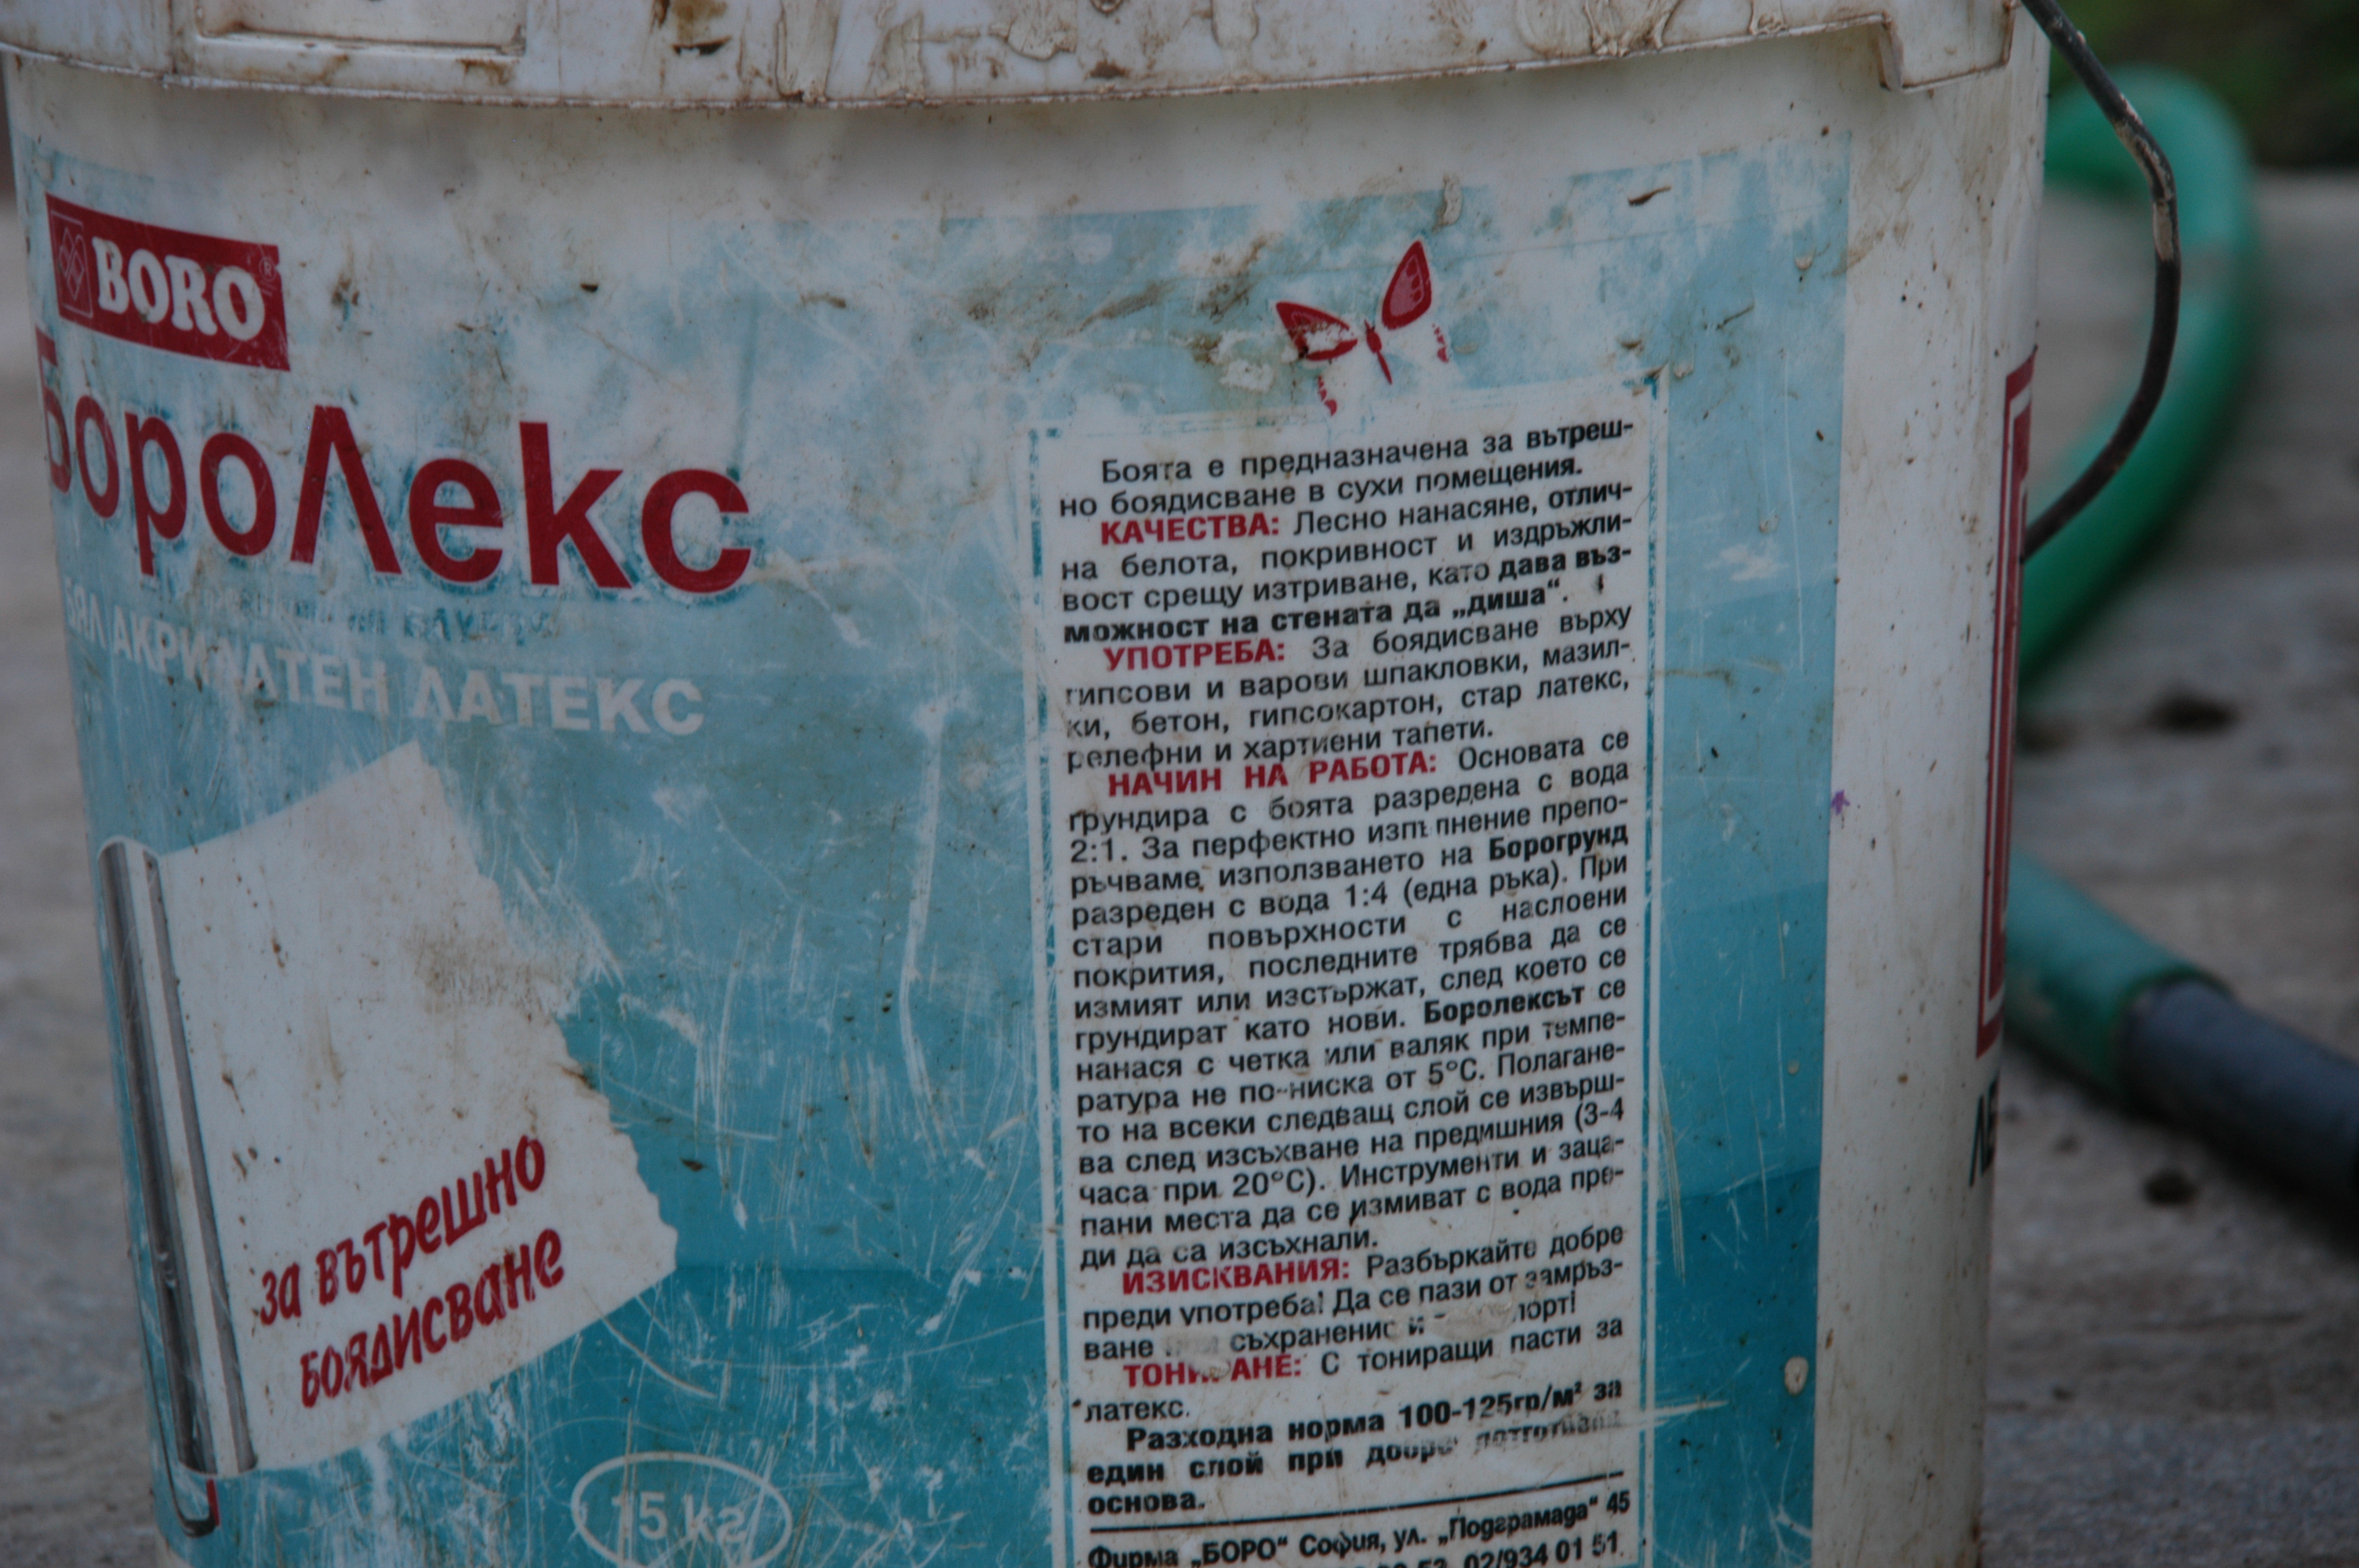 BORO®
БороЛекс
БЯЛ АКРИЛАТЕН ЛАТЕКС
за вътрешно
боядисване
15 кг
Боята е предназначена за вътреш-
но боядисване в сухи помещения.
КАЧЕСТВА: Лесно нанасяне, отлич-
на белота, покривност и издръжли-
вост срещу изтриване, като дава въз-
можност на стената да „диша“.
УПОТРЕБА: За боядисване върху
гипсови и варови шпакловки, мазил-
ки, бетон, гипсокартон, стар латекс,
релефни и хартиени тапети.
НАЧИН НА РАБОТА: Основата се
грундира с боята разредена с вода
2:1. За перфектно изпълнение препо-
ръчваме използването на Борогрунд
разреден с вода 1:4 (една ръка). При
стари повърхности с наслоени
покрития, последните трябва да се
измият или изстържат, след което се
грундират като нови. Боролексът се
нанася с четка или валяк при темпе-
ратура не по-ниска от 5°C. Полагане-
то на всеки следващ слой се извърш-
ва след изсъхване на предишния (3-4
часа при 20°C). Инструменти и заца-
пани места да се измиват с вода пре-
ди да са изсъхнали.
ИЗИСКВАНИЯ: Разбъркайте добре
преди употреба! Да се пази от замръз-
ване съхранение и
ТОНИРАНЕ: С тониращи пасти за
латекс.
Разходна норма 100-125гр/м² за
един слой при добре
основа.
Фирма „БОРО“ София, ул. „Подграмада“ 45
02/934 01 51